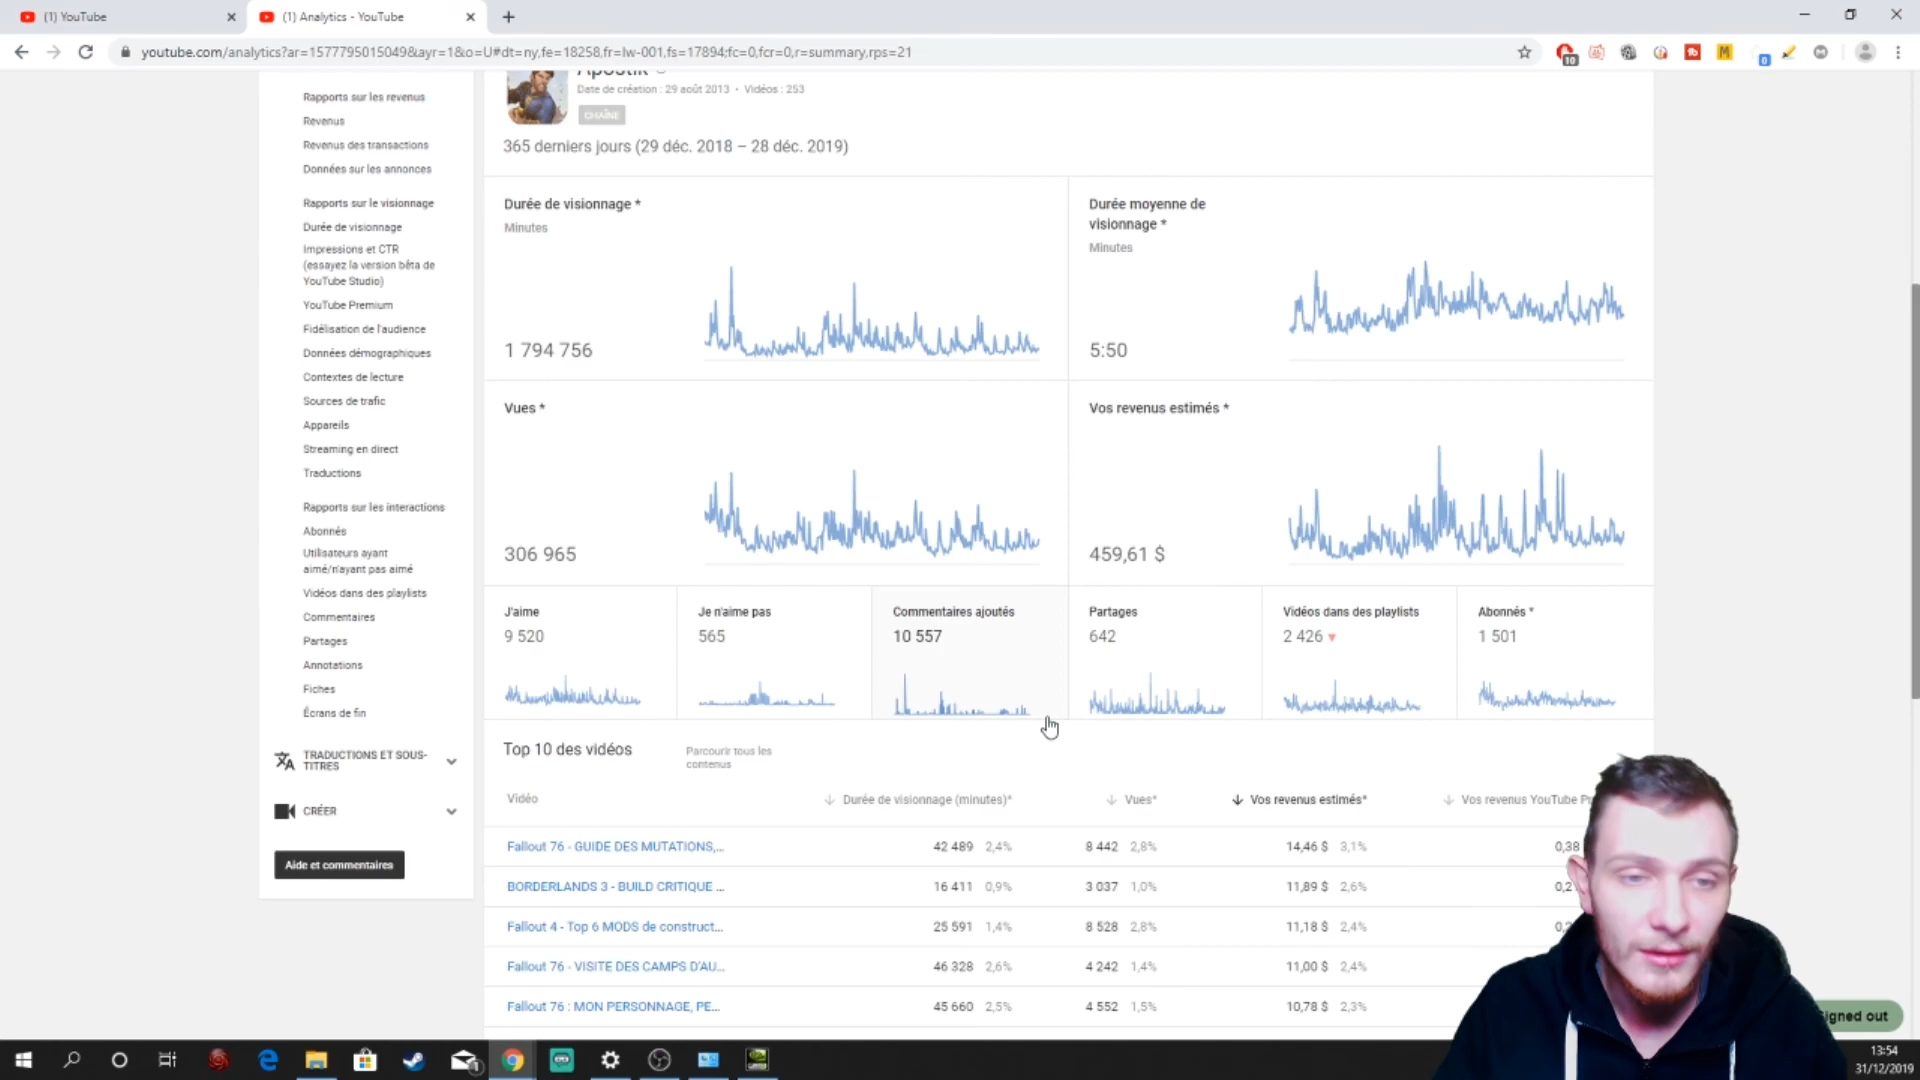 (1) YouTube
(1) Analytics - YouTube
youtube.com/analytics?ar=1577795015049&ayr=1&o=U#dt=ny,fe=18258,fr=lw-001,fs=17894;fc=0,fcr=0,r=summary,rps=21
10
0
Apostik
Date de création : 29 août 2013 • Vidéos : 253
CHAÎNE
365 derniers jours (29 déc. 2018 – 28 déc. 2019)
Rapports sur les revenus
Revenus
Revenus des transactions
Données sur les annonces
Rapports sur le visionnage
Durée de visionnage
Impressions et CTR
(essayez la version bêta de
YouTube Studio)
YouTube Premium
Fidélisation de l'audience
Données démographiques
Contextes de lecture
Sources de trafic
Appareils
Streaming en direct
Traductions
Rapports sur les interactions
Abonnés
Utilisateurs ayant
aimé/n'ayant pas aimé
Vidéos dans des playlists
Commentaires
Partages
Annotations
Fiches
Écrans de fin
TRADUCTIONS ET SOUS-
TITRES
CRÉER
Aide et commentaires
Durée de visionnage *
Minutes
1 794 756
Durée moyenne de
visionnage *
Minutes
5:50
Vues *
306 965
Vos revenus estimés *
459,61 $
J'aime
9 520
Je n'aime pas
565
Commentaires ajoutés
10 557
Partages
642
Vidéos dans des playlists
2 426
Abonnés *
1 501
Top 10 des vidéos
Parcourir tous les
contenus
Vidéo Durée de visionnage (minutes)* Vues* Vos revenus estimés* Vos revenus YouTube
Fallout 76 - GUIDE DES MUTATIONS,... 42 489 2,4% 8 442 2,8% 14,46 $ 3,1% 0,38
BORDERLANDS 3 - BUILD CRITIQUE ... 16 411 0,9% 3 037 1,0% 11,89 $ 2,6%
Fallout 4 - Top 6 MODS de construct... 25 591 1,4% 8 528 2,8% 11,18 $ 2,4%
Fallout 76 - VISITE DES CAMPS D'AU... 46 328 2,6% 4 242 1,4% 11,00 $ 2,4%
Fallout 76 : MON PERSONNAGE, PE... 45 660 2,5% 4 552 1,5% 10,78 $ 2,3%
igned out
13:54
31/12/2019